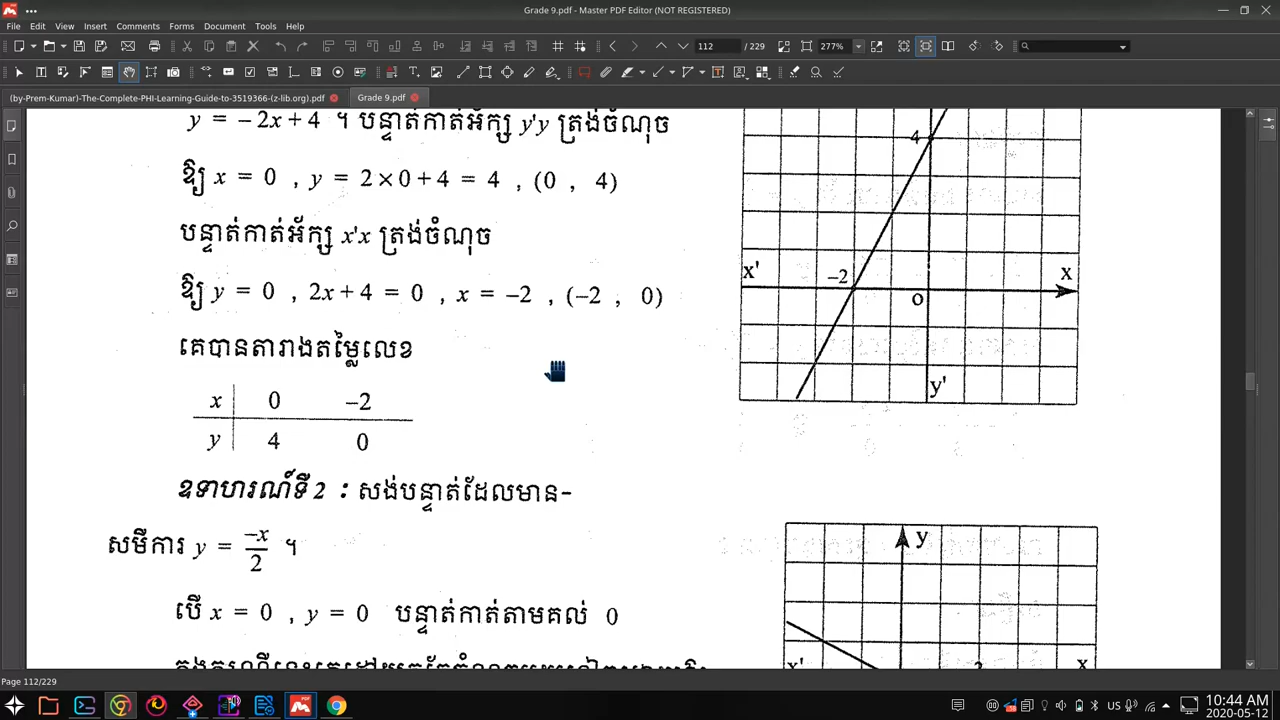 Grade 9.pdf - Master PDF Editor (NOT REGISTERED)
File Edit View Insert Comments Forms Document Tools Help
112 / 229 277%
(by-Prem-Kumar)-The-Complete-PHI-Learning-Guide-to-3519366-(z-lib.org).pdf Grade 9.pdf
y = – 2x + 4 ។ បន្ទាត់កាត់អ័ក្ស y'y ត្រង់ចំណុច
ឱ្យ x = 0 , y = 2 × 0 + 4 = 4 , (0 , 4)
បន្ទាត់កាត់អ័ក្ស x'x ត្រង់ចំណុច
ឱ្យ y = 0 , 2x + 4 = 0 , x = –2 , (–2 , 0)
គេបានតារាងតម្លៃលេខ
x 0 –2
y 4 0
4
x' –2 x
o
y'
ឧទាហរណ៍ទី 2 : សង់បន្ទាត់ដែលមាន-
សមីការ y = –x/2 ។
បើ x = 0 , y = 0 បន្ទាត់កាត់តាមគល់ 0
y
x' x
Page 112/229
US
10:44 AM
2020-05-12